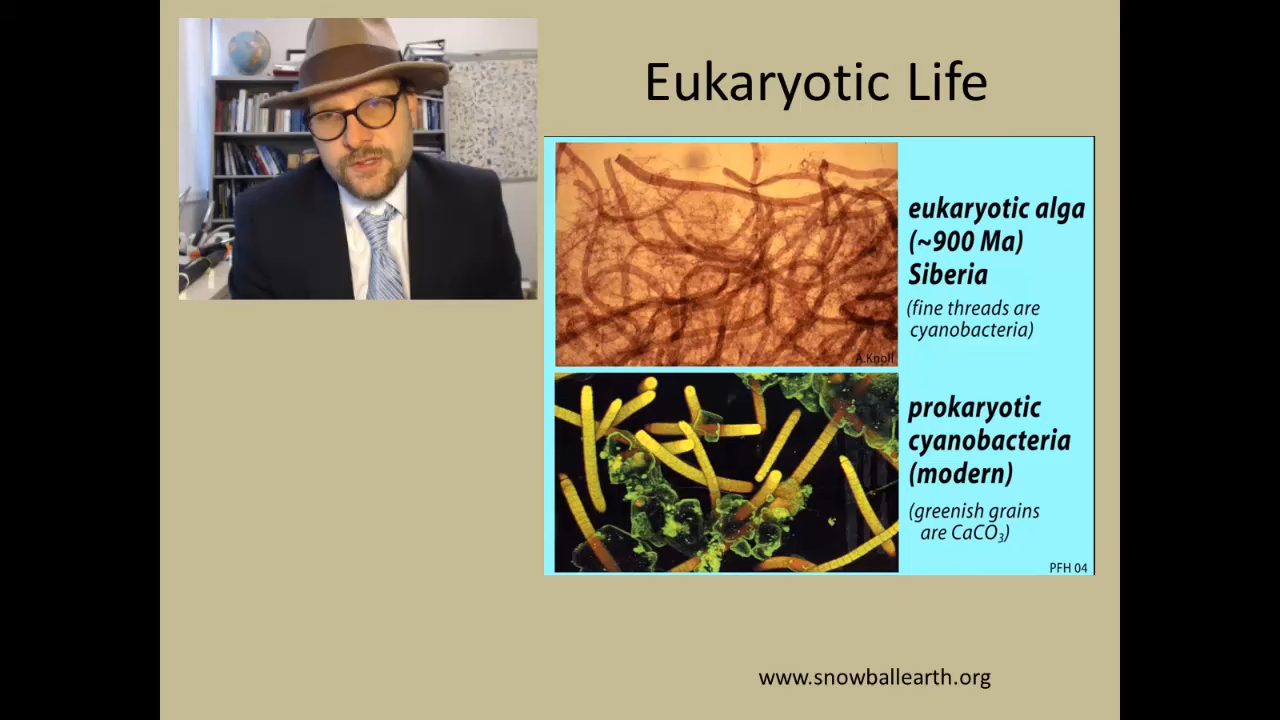 Eukaryotic Life
eukaryotic alga
(~900 Ma)
Siberia
(fine threads are
cyanobacteria)
A.Knoll
prokaryotic
cyanobacteria
(modern)
(greenish grains
are CaCO₃)
PFH 04
www.snowballearth.org